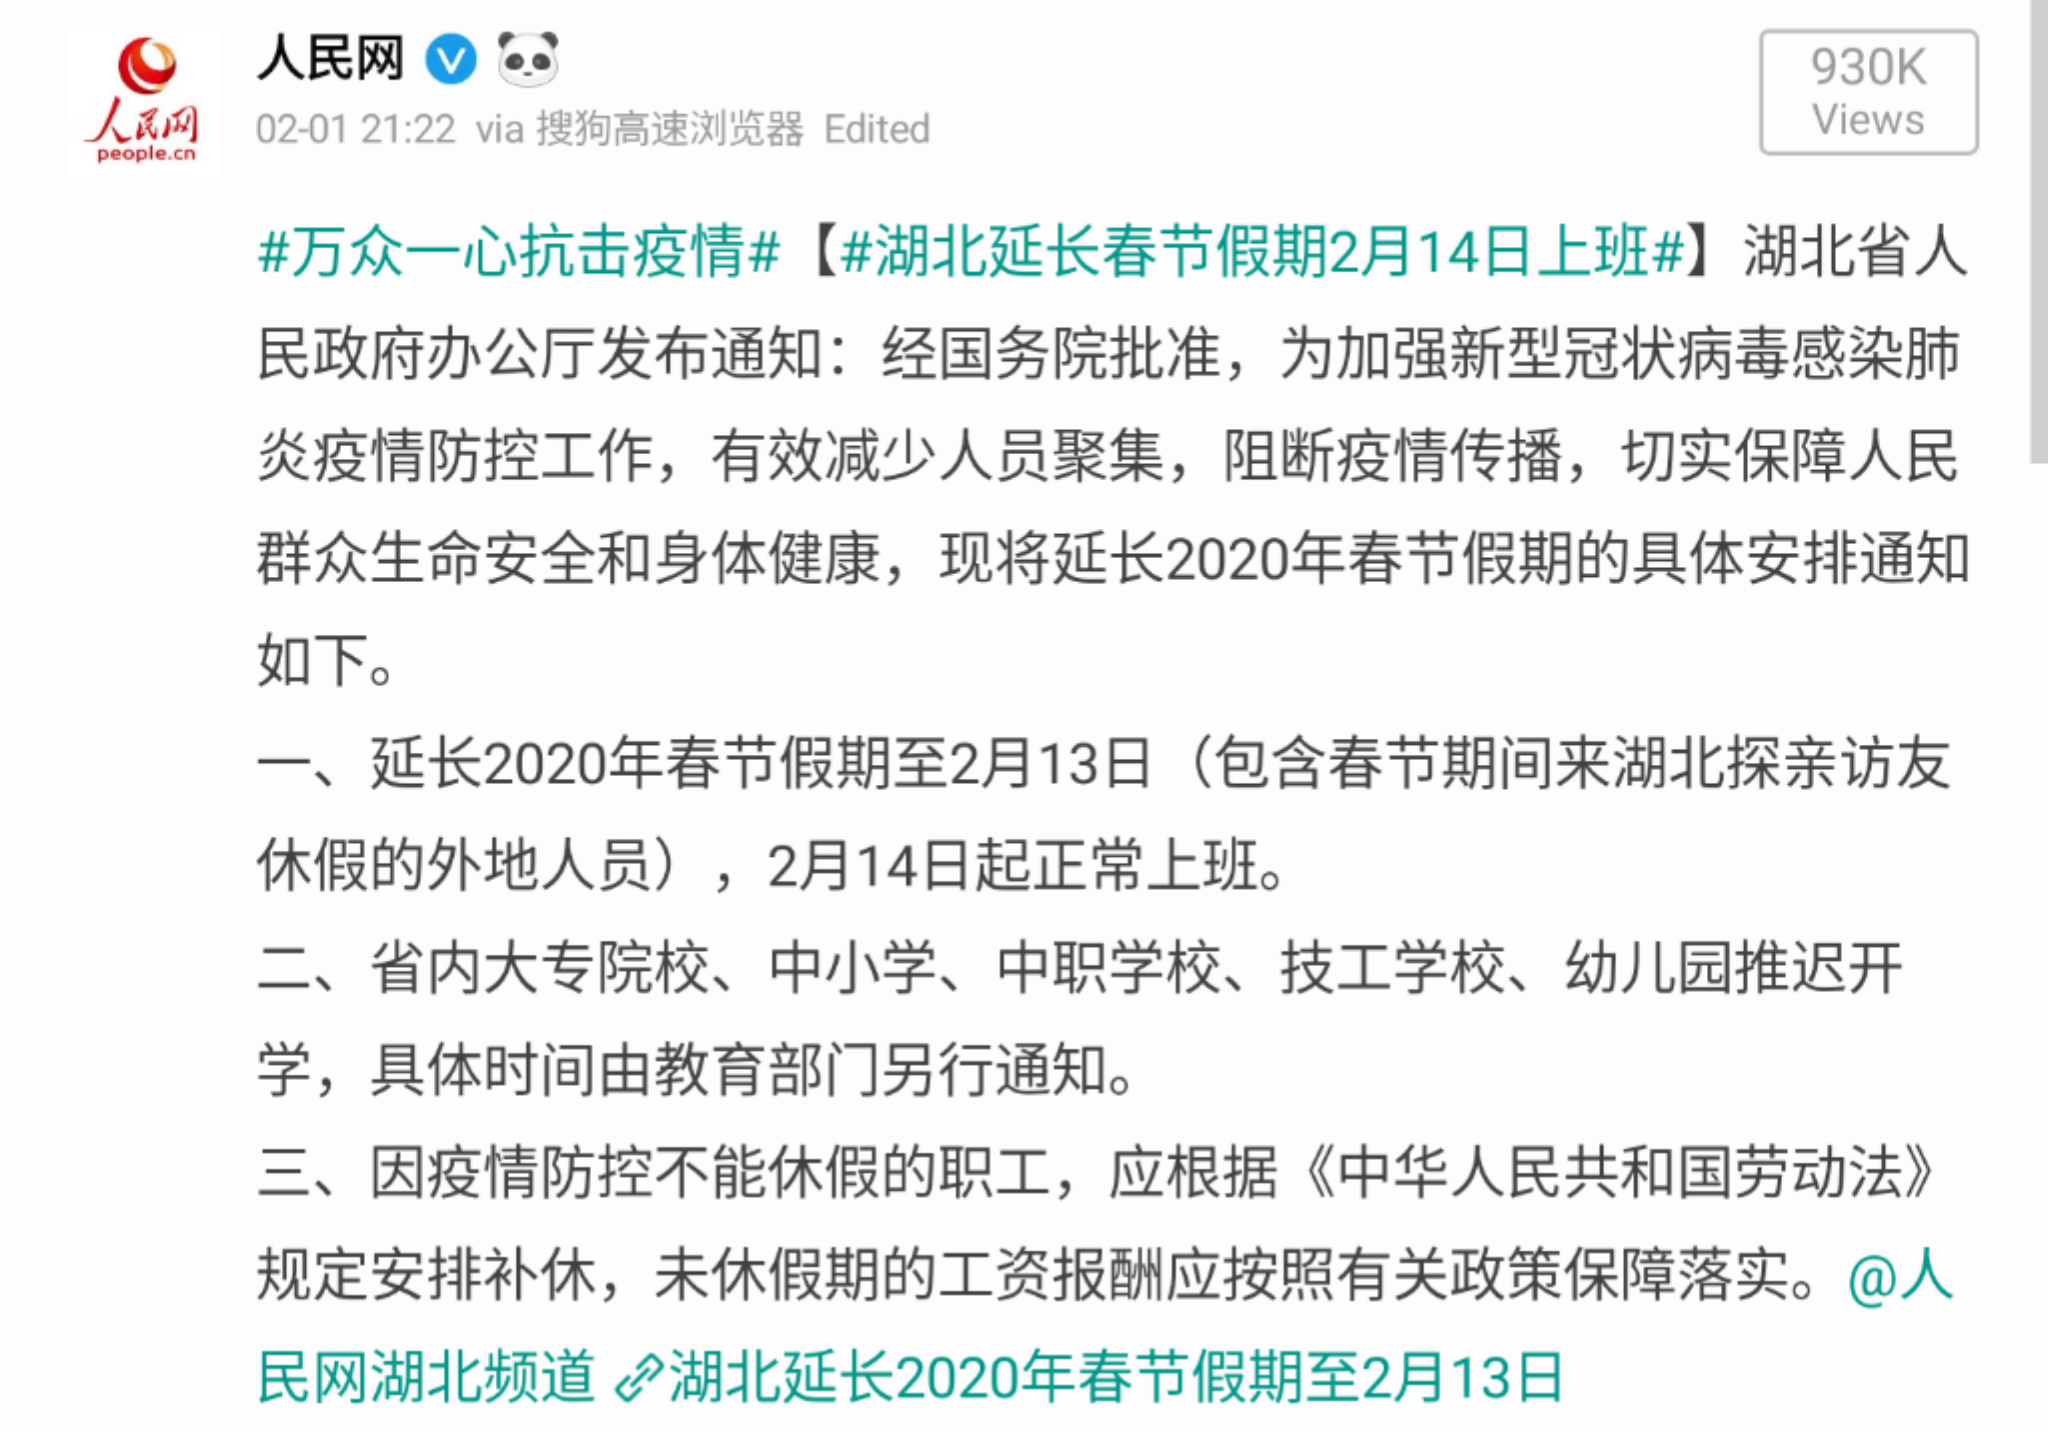 人民网
people.cn
人民网
02-01 21:22 via 搜狗高速浏览器 Edited
930K
Views
#万众一心抗击疫情#【#湖北延长春节假期2月14日上班#】湖北省人
民政府办公厅发布通知：经国务院批准，为加强新型冠状病毒感染肺
炎疫情防控工作，有效减少人员聚集，阻断疫情传播，切实保障人民
群众生命安全和身体健康，现将延长2020年春节假期的具体安排通知
如下。
一、延长2020年春节假期至2月13日（包含春节期间来湖北探亲访友
休假的外地人员），2月14日起正常上班。
二、省内大专院校、中小学、中职学校、技工学校、幼儿园推迟开
学，具体时间由教育部门另行通知。
三、因疫情防控不能休假的职工，应根据《中华人民共和国劳动法》
规定安排补休，未休假期的工资报酬应按照有关政策保障落实。@人
民网湖北频道 湖北延长2020年春节假期至2月13日